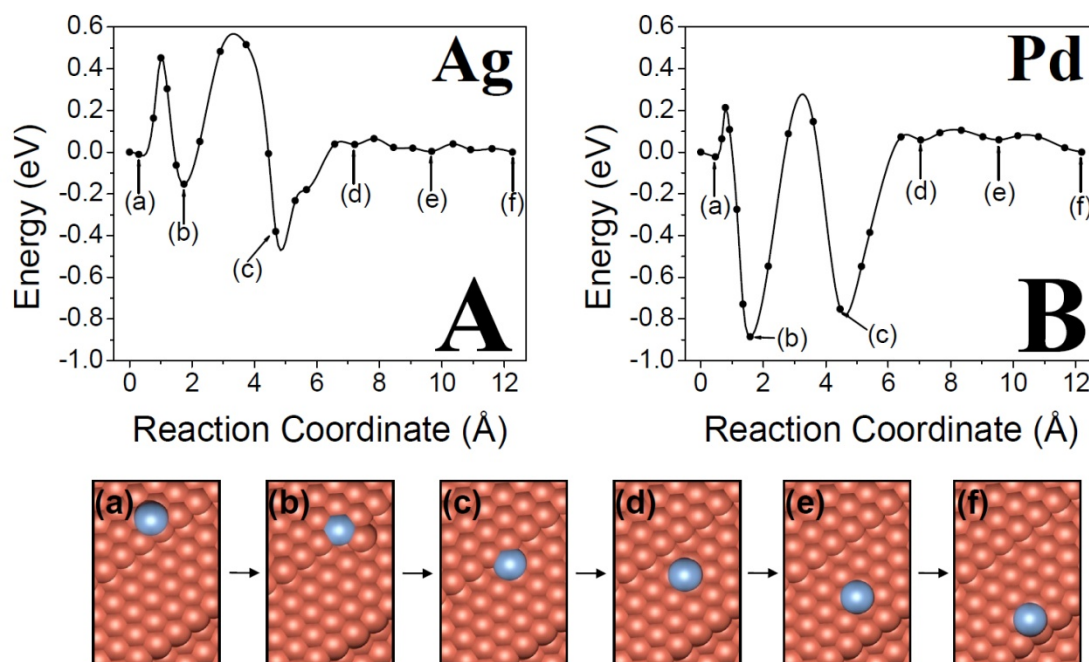 0.6
0.4
0.2
0.0
-0.2
-0.4
-0.6
-0.8
-1.0
Energy (eV)
Ag
(a)
(b)
(c)
(d)
(e)
(f)
A
0 2 4 6 8 10 12
Reaction Coordinate (Å)
0.6
0.4
0.2
0.0
-0.2
-0.4
-0.6
-0.8
-1.0
Energy (eV)
Pd
(a)
(b)
(c)
(d)
(e)
(f)
B
0 2 4 6 8 10 12
Reaction Coordinate (Å)
(a) (b) (c) (d) (e) (f)